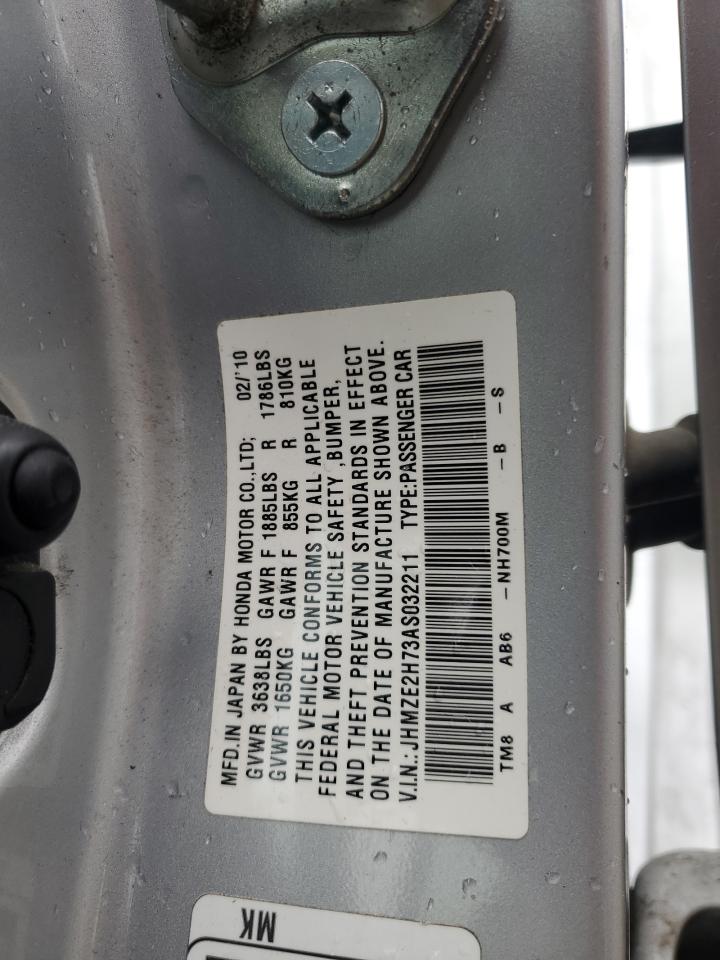 MFD.IN JAPAN BY HONDA MOTOR CO.,LTD; 02/'10
GVWR 3638LBS GAWR F 1885LBS R 1786LBS
GVWR 1650KG GAWR F 855KG R 810KG
THIS VEHICLE CONFORMS TO ALL APPLICABLE
FEDERAL MOTOR VEHICLE SAFETY ,BUMPER,
AND THEFT PREVENTION STANDARDS IN EFFECT
ON THE DATE OF MANUFACTURE SHOWN ABOVE.
V.I.N.: JHMZE2H73AS032211 TYPE:PASSENGER CAR
TM8 A AB6 -NH700M -B -S
MK